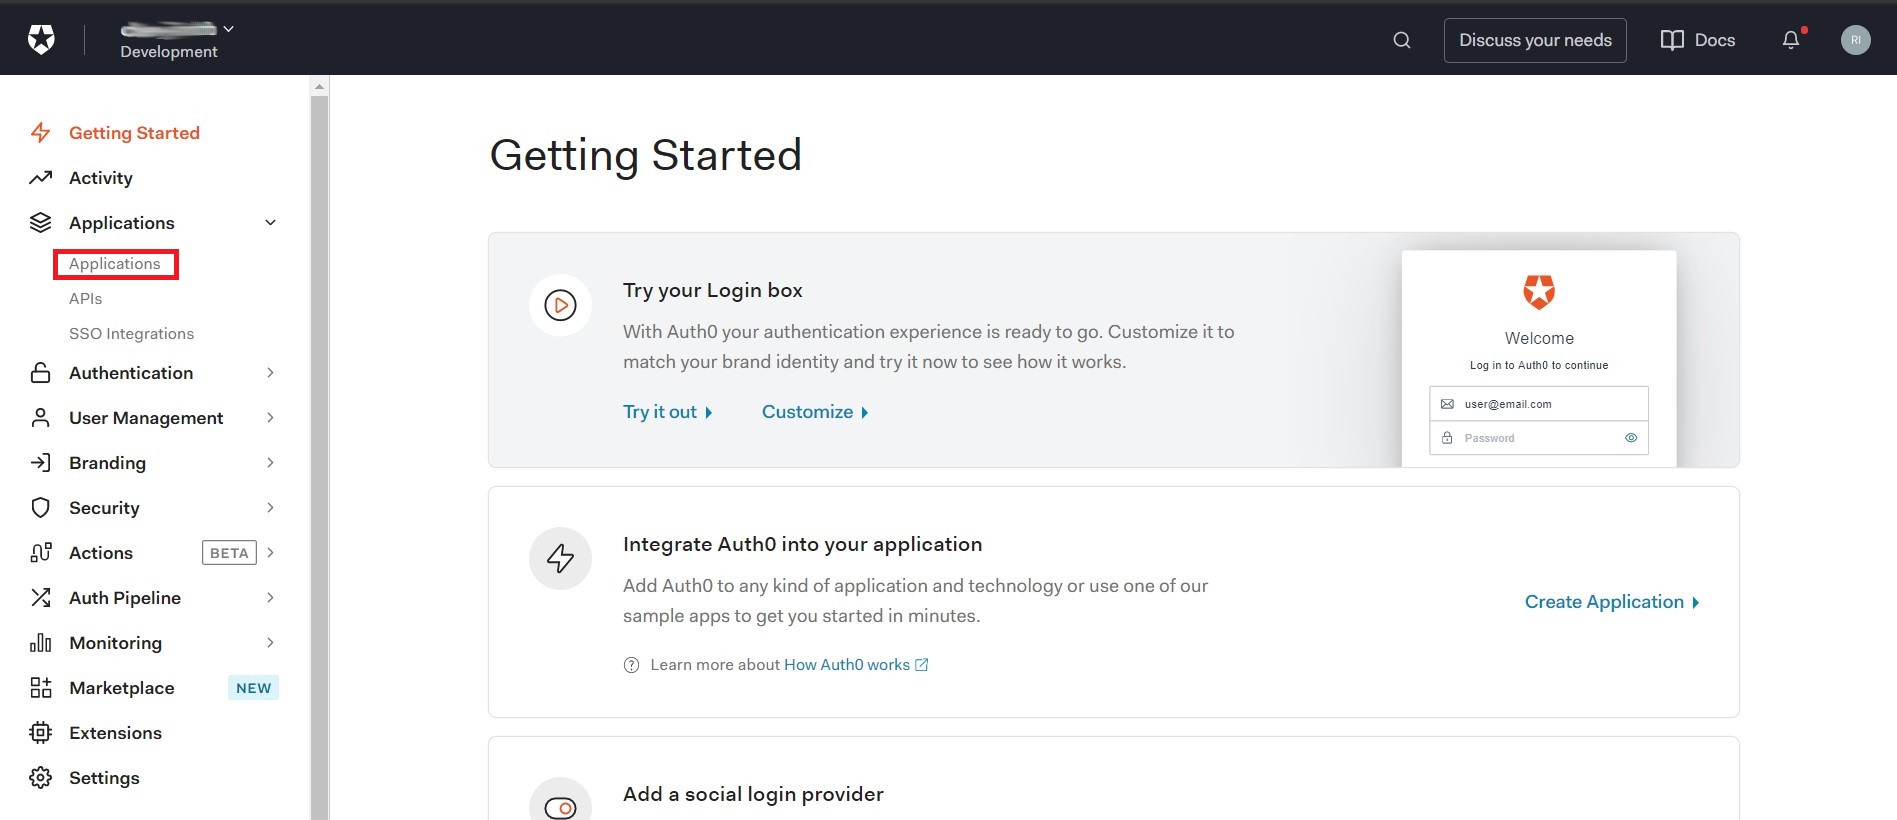 Development
Discuss your needs
Docs
RI
Getting Started
Activity
Applications
Applications
APIs
SSO Integrations
Authentication
User Management
Branding
Security
Actions BETA
Auth Pipeline
Monitoring
Marketplace NEW
Extensions
Settings
Getting Started
Try your Login box
With Auth0 your authentication experience is ready to go. Customize it to
match your brand identity and try it now to see how it works.
Try it out
Customize
Welcome
Log in to Auth0 to continue
user@email.com
Password
Integrate Auth0 into your application
Add Auth0 to any kind of application and technology or use one of our
sample apps to get you started in minutes.
Learn more about How Auth0 works
Create Application
Add a social login provider